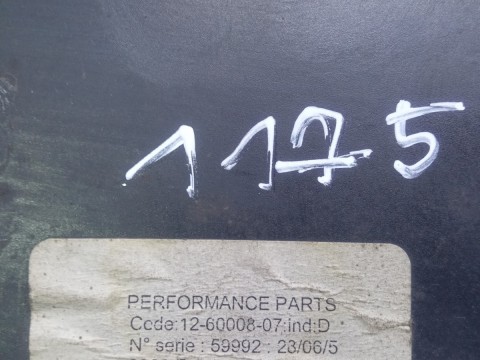 1175
PERFORMANCE PARTS
Code:12-60008-07:ind:D
N° serie : 59992 : 23/06/5